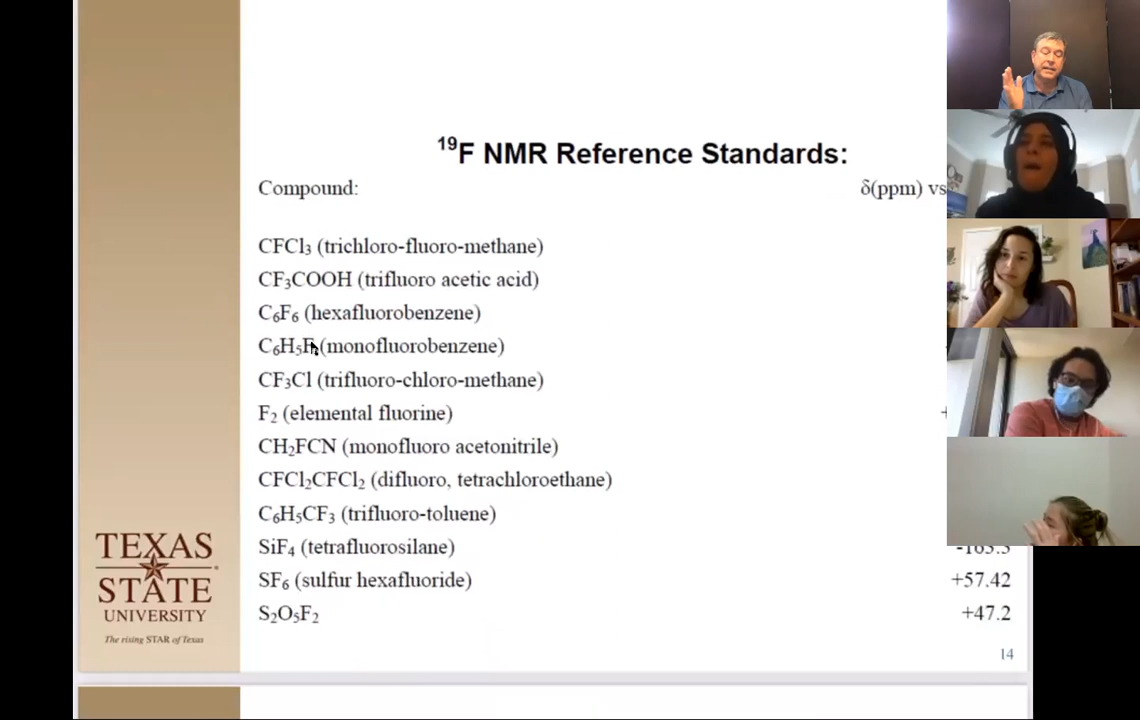 19F NMR Reference Standards:
Compound: δ(ppm) vs
CFCl3 (trichloro-fluoro-methane)
CF3COOH (trifluoro acetic acid)
C6F6 (hexafluorobenzene)
C6H5F (monofluorobenzene)
CF3Cl (trifluoro-chloro-methane)
F2 (elemental fluorine) +
CH2FCN (monofluoro acetonitrile)
CFCl2CFCl2 (difluoro, tetrachloroethane)
C6H5CF3 (trifluoro-toluene)
SiF4 (tetrafluorosilane)
SF6 (sulfur hexafluoride) +57.42
S2O5F2 +47.2
14
TEXAS
STATE
UNIVERSITY
The rising STAR of Texas